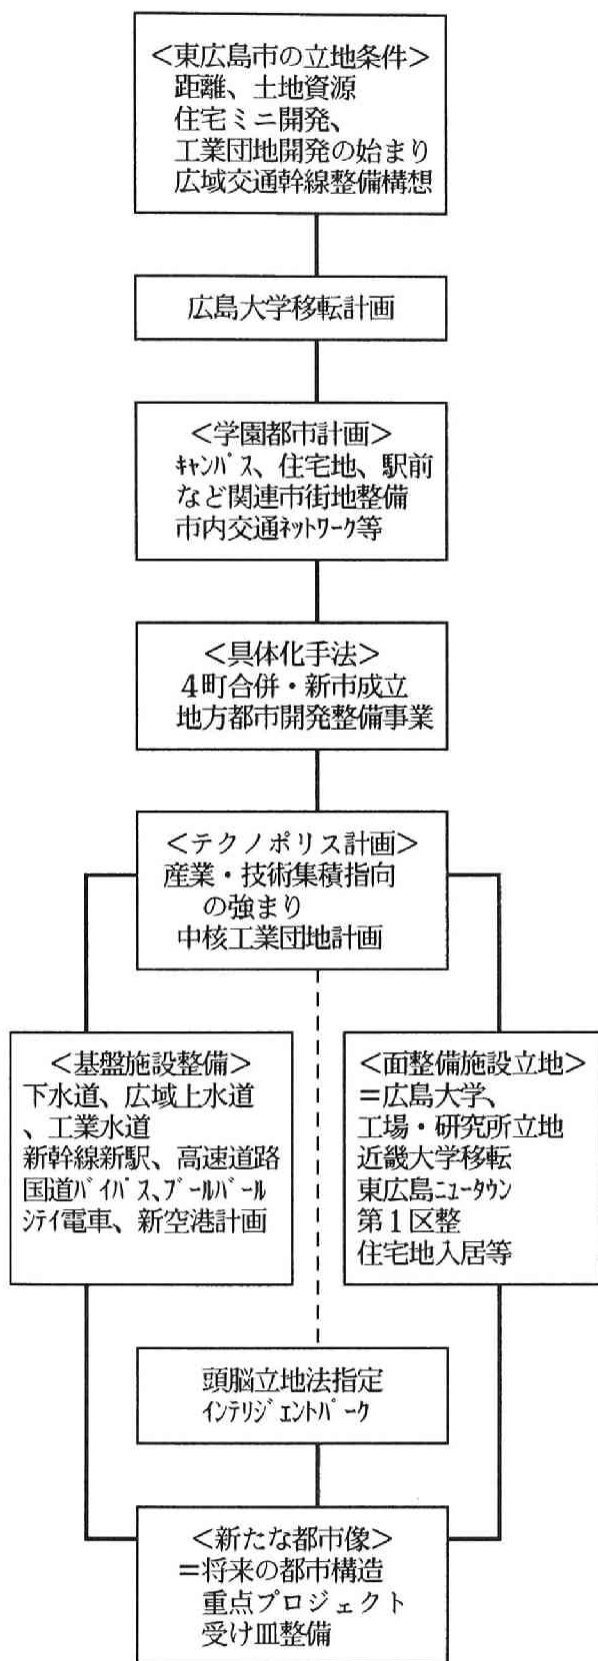 <東広島市の立地条件>
距離、土地資源
住宅ミニ開発、
工業団地開発の始まり
広域交通幹線整備構想
広島大学移転計画
<学園都市計画>
ｷｬﾝﾊﾟｽ、住宅地、駅前
など関連市街地整備
市内交通ﾈｯﾄﾜｰｸ等
<具体化手法>
４町合併・新市成立
地方都市開発整備事業
<テクノポリス計画>
産業・技術集積指向
の強まり
中核工業団地計画
<基盤施設整備>
下水道、広域上水道
、工業水道
新幹線新駅、高速道路
国道ﾊﾞｲﾊﾟｽ､ﾌﾞｰﾙﾊﾞｰﾙ
ｼﾃｲ電車、新空港計画
<面整備施設立地>
＝広島大学、
工場・研究所立地
近畿大学移転
東広島ﾆｭｰﾀｳﾝ
第１区整
住宅地入居等
頭脳立地法指定
ｲﾝﾃﾘｼﾞｪﾝﾄﾊﾟｰｸ
<新たな都市像>
＝将来の都市構造
重点プロジェクト
受け皿整備